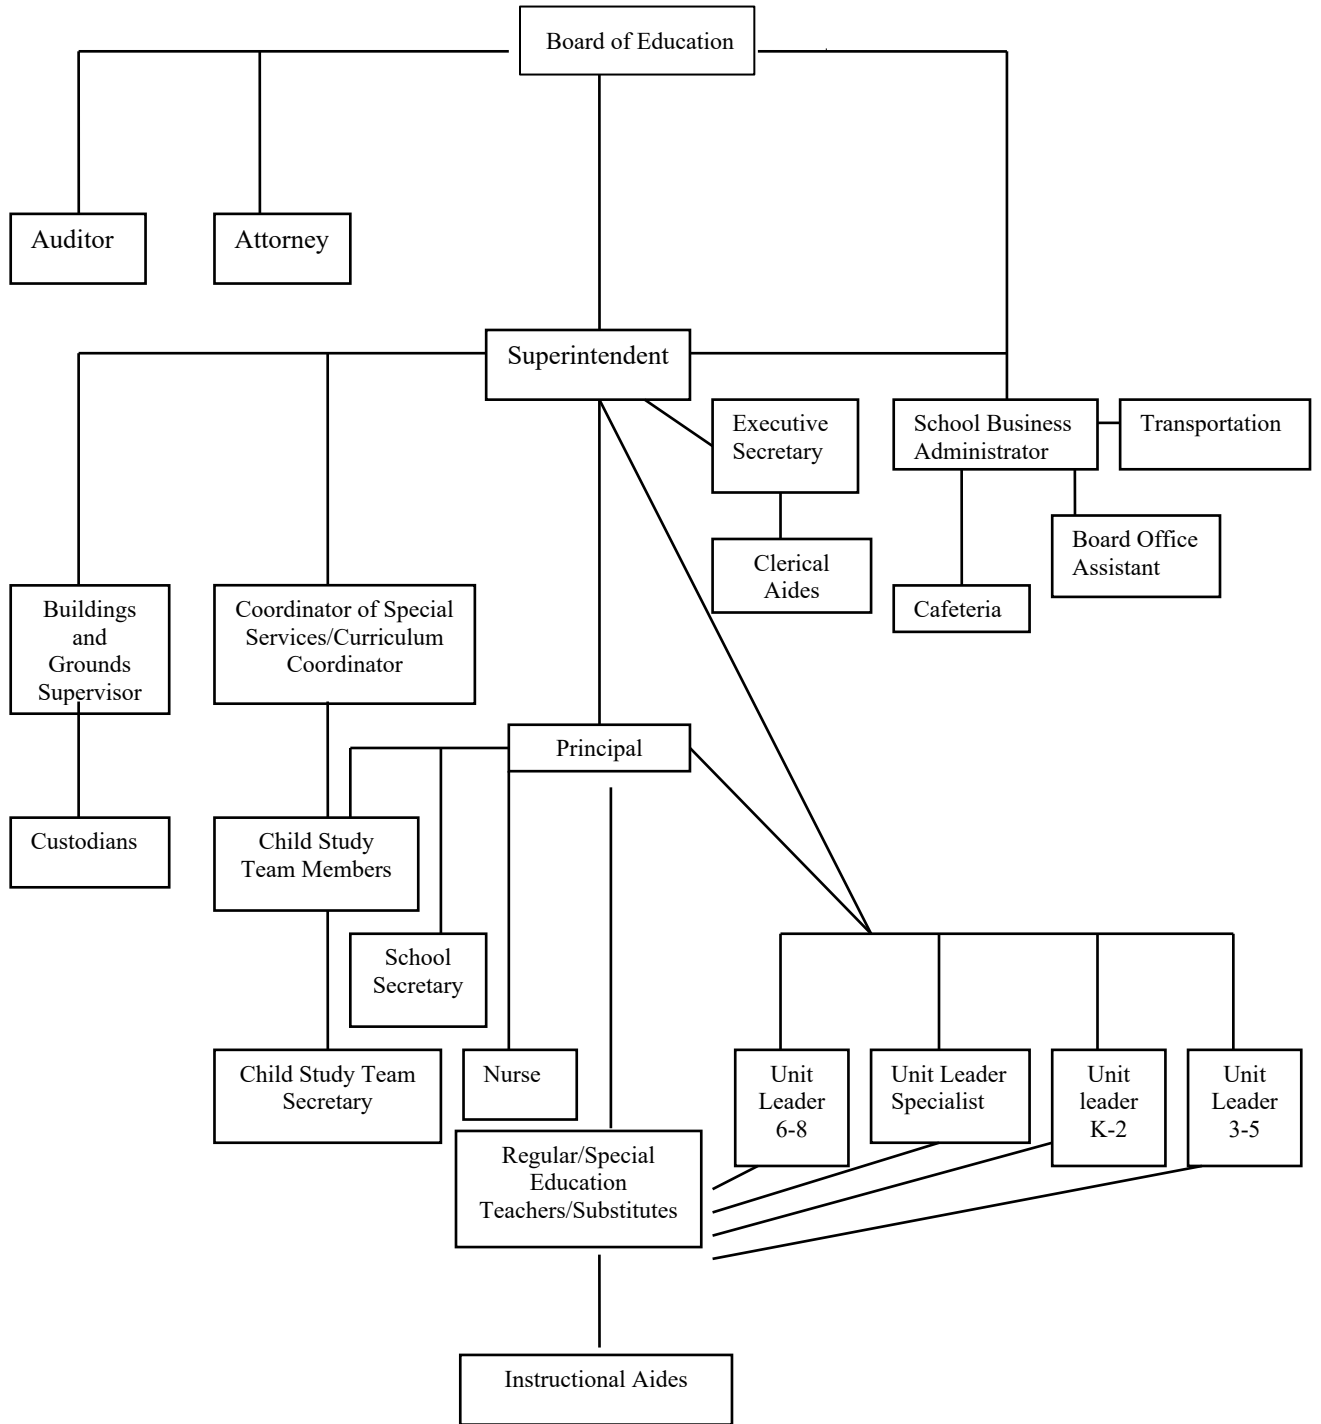 Board of Education
Auditor
Attorney
Superintendent
Executive
Secretary
School Business
Administrator
Transportation
Clerical
Aides
Board Office
Assistant
Cafeteria
Buildings
and
Grounds
Supervisor
Coordinator of Special
Services/Curriculum
Coordinator
Principal
Custodians
Child Study
Team Members
School
Secretary
Child Study Team
Secretary
Nurse
Unit
Leader
6-8
Unit Leader
Specialist
Unit
leader
K-2
Unit
Leader
3-5
Regular/Special
Education
Teachers/Substitutes
Instructional Aides